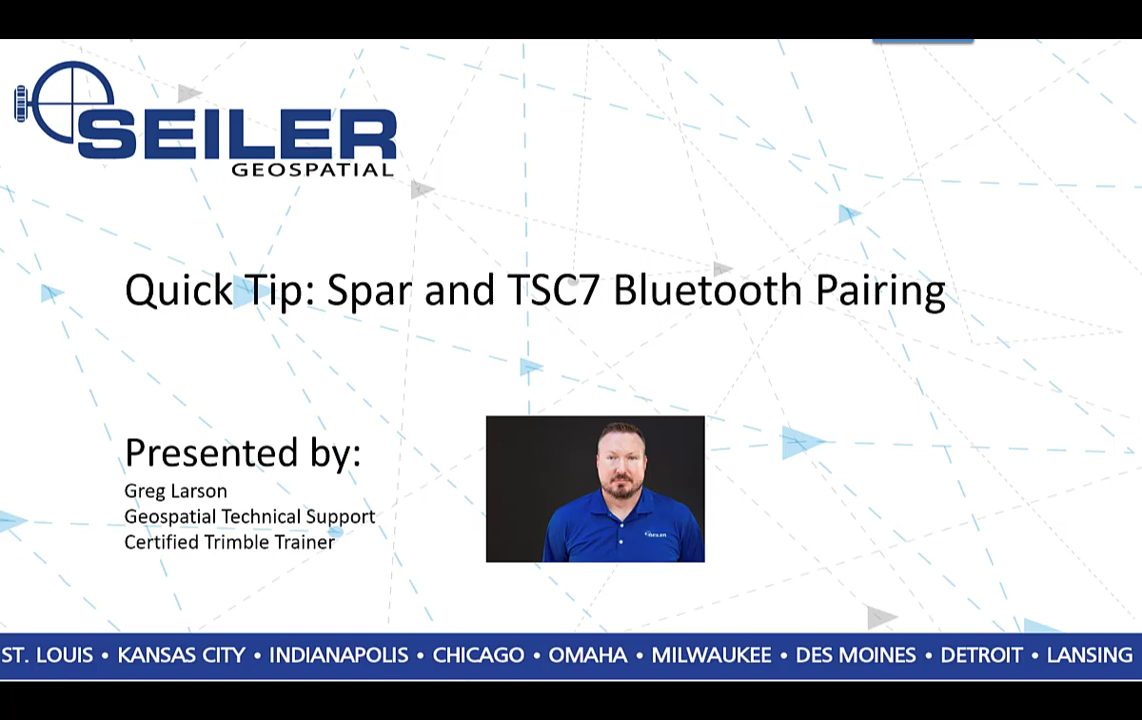 SEILER
GEOSPATIAL
Quick Tip: Spar and TSC7 Bluetooth Pairing
Presented by:
Greg Larson
Geospatial Technical Support
Certified Trimble Trainer
SEILER
ST. LOUIS • KANSAS CITY • INDIANAPOLIS • CHICAGO • OMAHA • MILWAUKEE • DES MOINES • DETROIT • LANSING